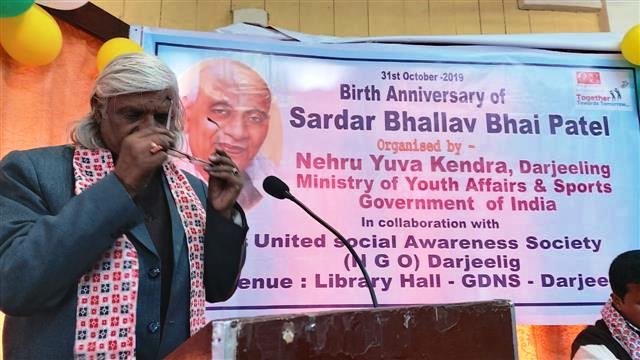 31st October -2019
Together
Towards Tomorrow...
Birth Anniversary of
Sardar Bhallav Bhai Patel
Organised by -
Nehru Yuva Kendra, Darjeeling
Ministry of Youth Affairs & Sports
Government of India
In collaboration with
United social Awareness Society
(N G O) Darjeelig
enue : Library Hall - GDNS - Darjee